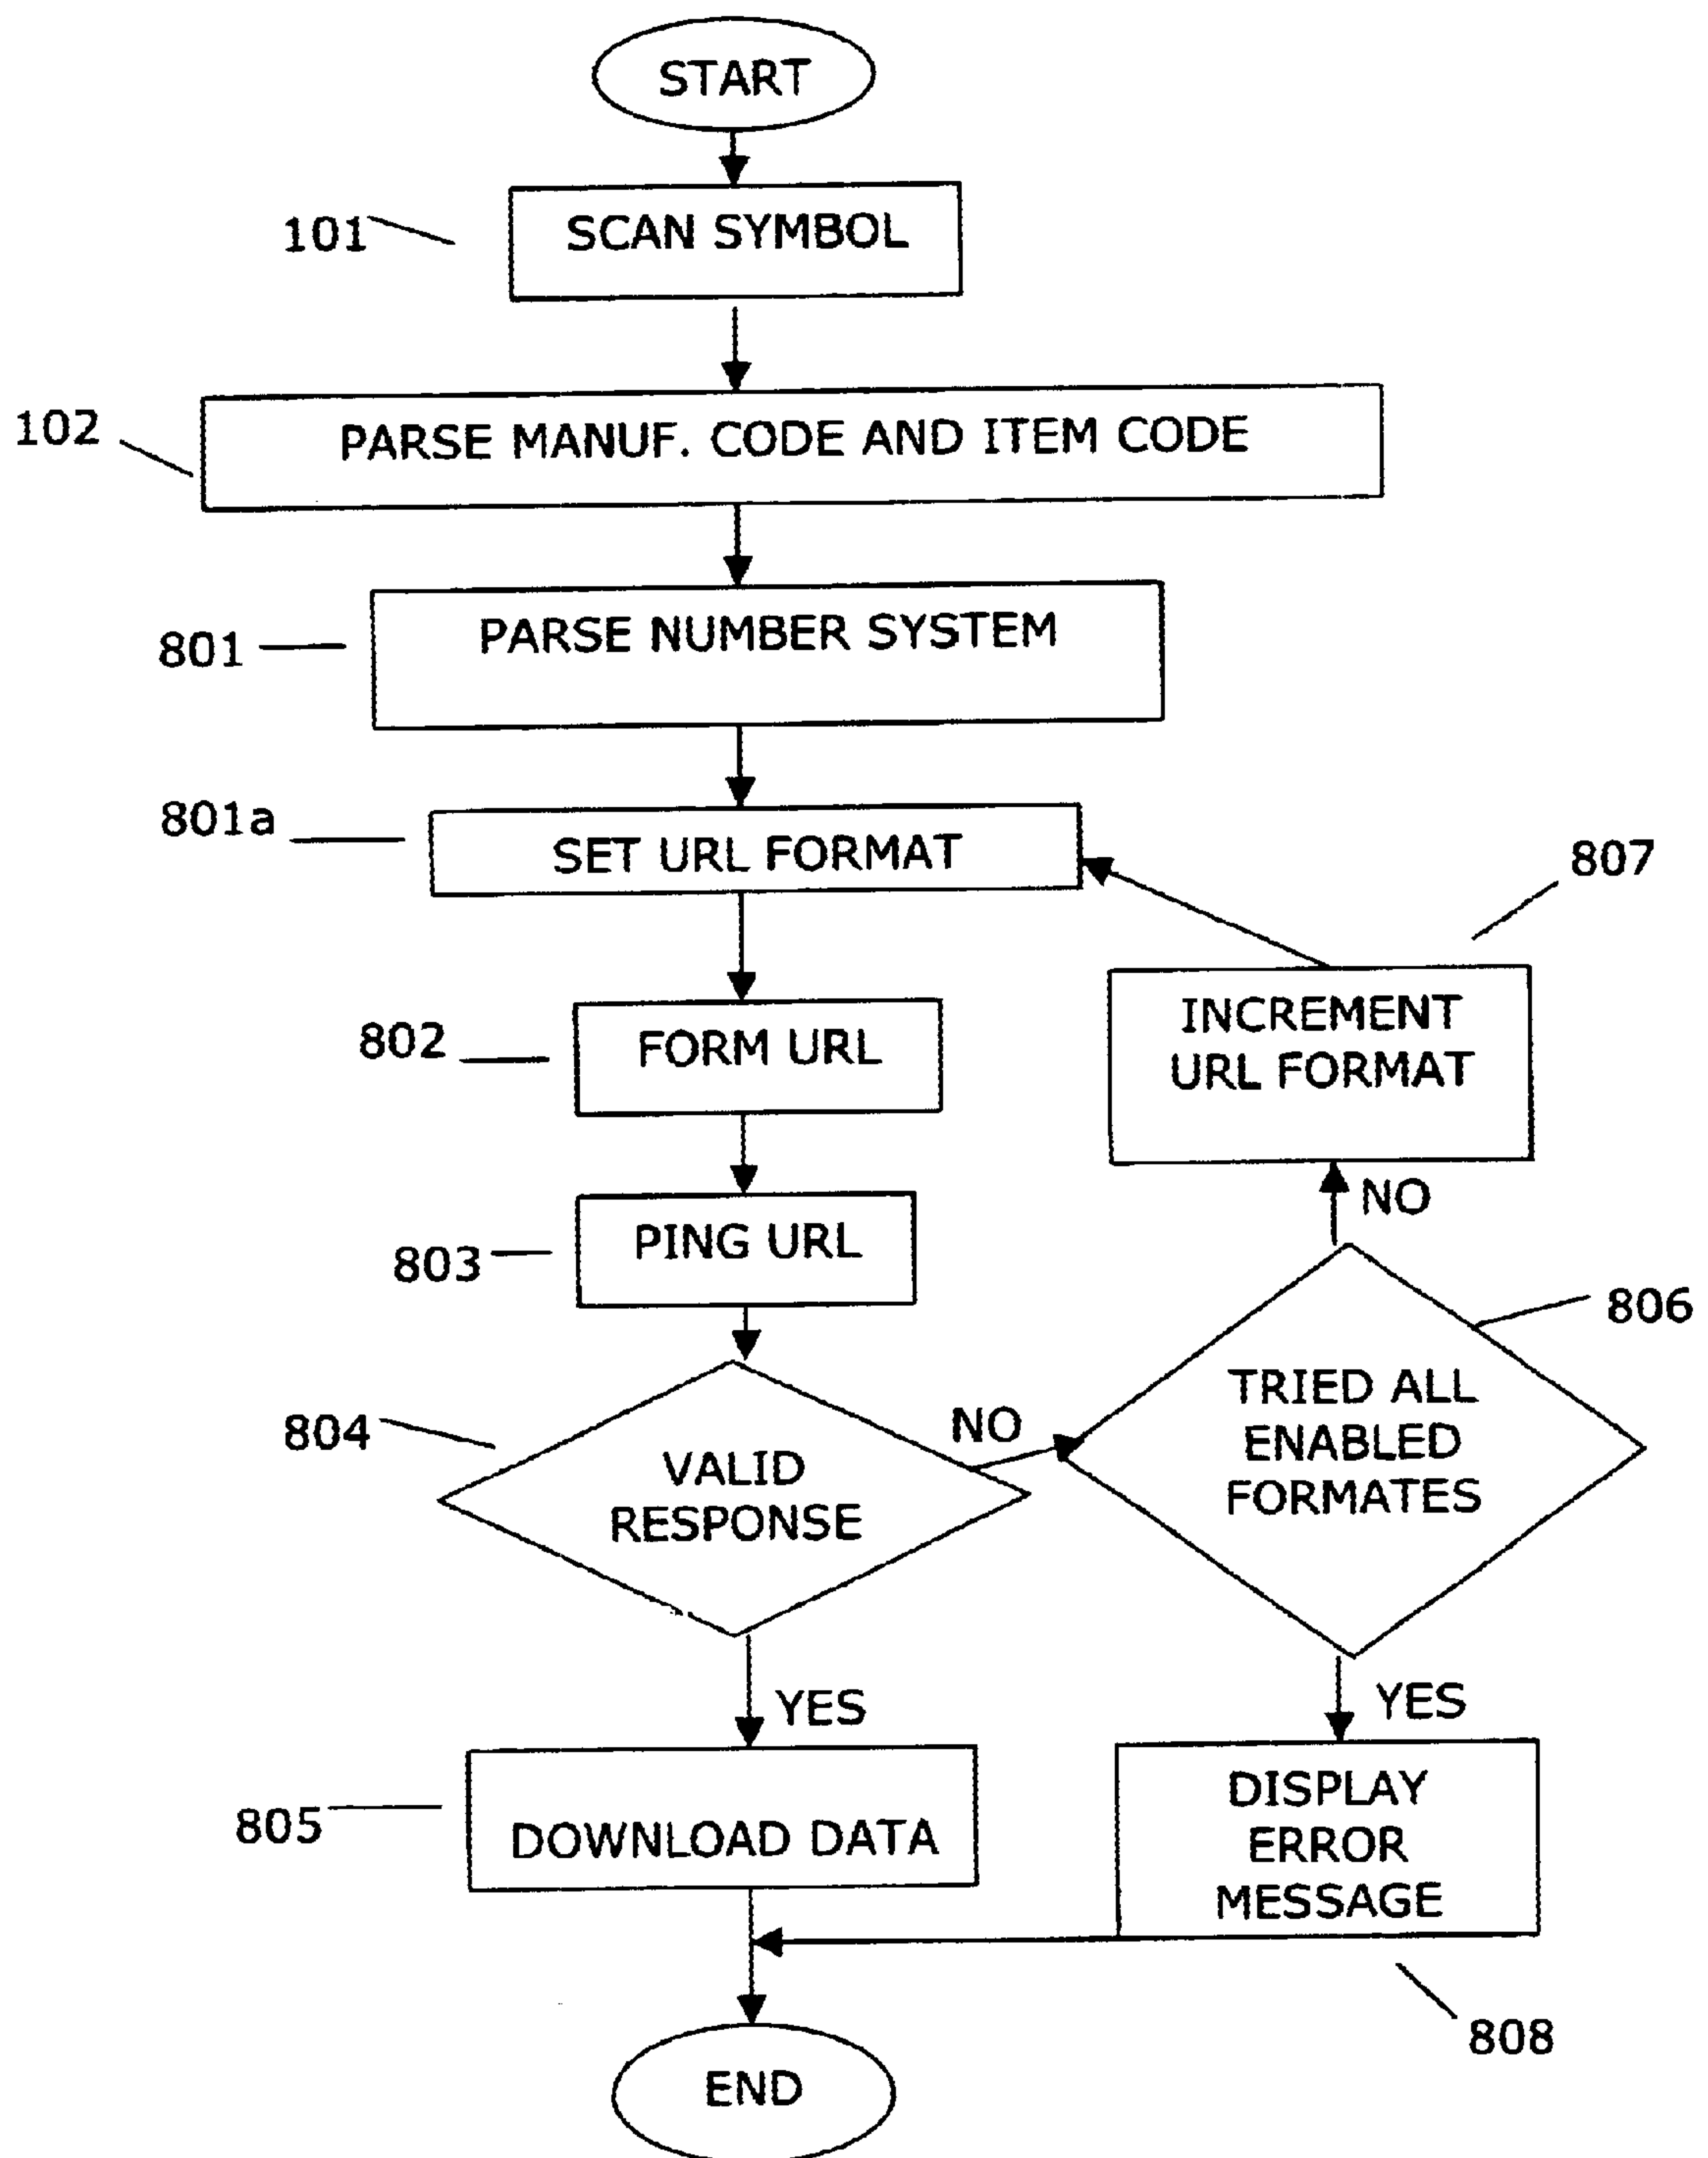 START
101
SCAN SYMBOL
102
PARSE MANUF. CODE AND ITEM CODE
801
PARSE NUMBER SYSTEM
801a
SET URL FORMAT
807
802
FORM URL
INCREMENT
URL FORMAT
803
PING URL
NO
806
804
VALID
RESPONSE
NO
TRIED ALL
ENABLED
FORMATES
YES
YES
805
DOWNLOAD DATA
DISPLAY
ERROR
MESSAGE
808
END